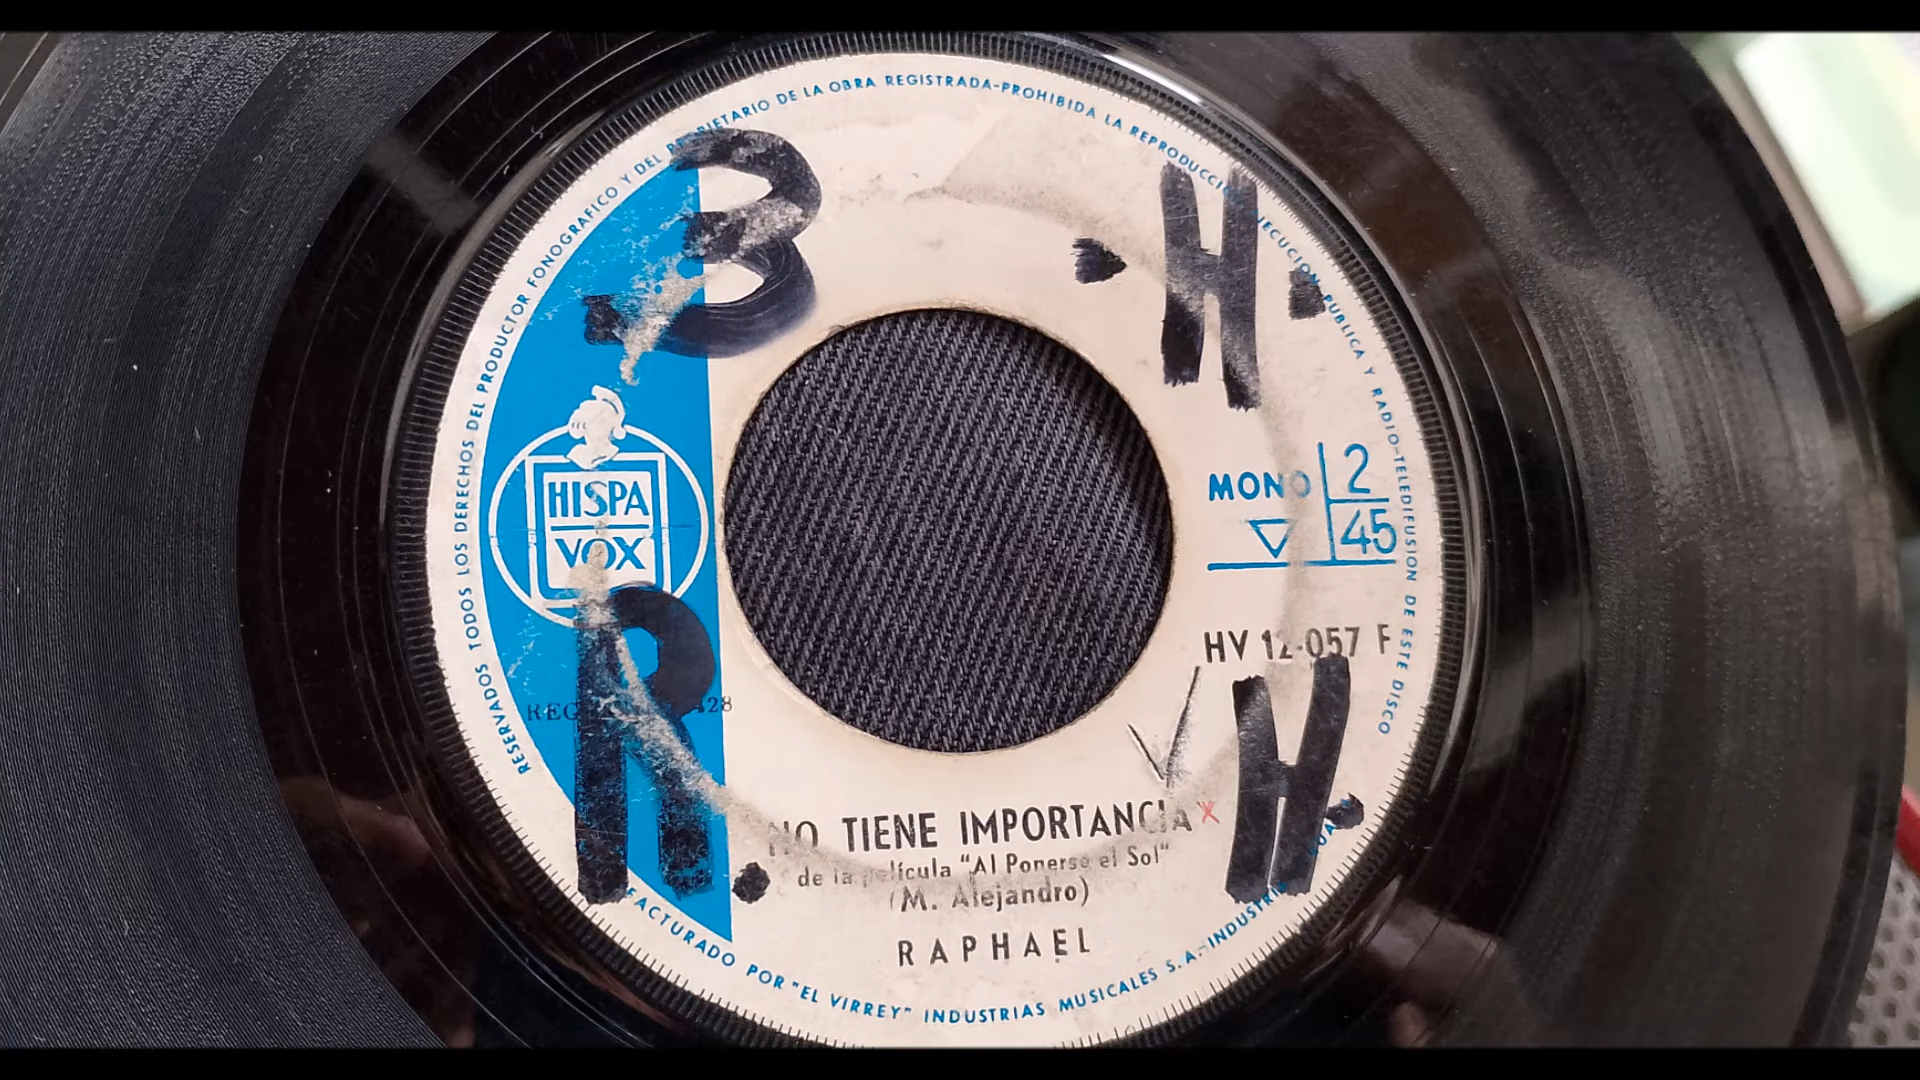 RESERVADOS TODOS LOS DERECHOS DEL PRODUCTOR FONOGRAFICO Y DEL PROPIETARIO DE LA OBRA REGISTRADA-PROHIBIDA LA REPRODUCCION EJECUCION PUBLICA Y RADIO-TELEDIFUSION DE ESTE DISCO
3
H
HISPA
VOX
MONO 2
45
HV 12-057 F
R.
H.
NO TIENE IMPORTANCIA x
de la película "Al Ponerse el Sol"
(M. Alejandro)
RAPHAEL
FACTURADO POR "EL VIRREY" INDUSTRIAS MUSICALES S.A.-INDUSTRIA